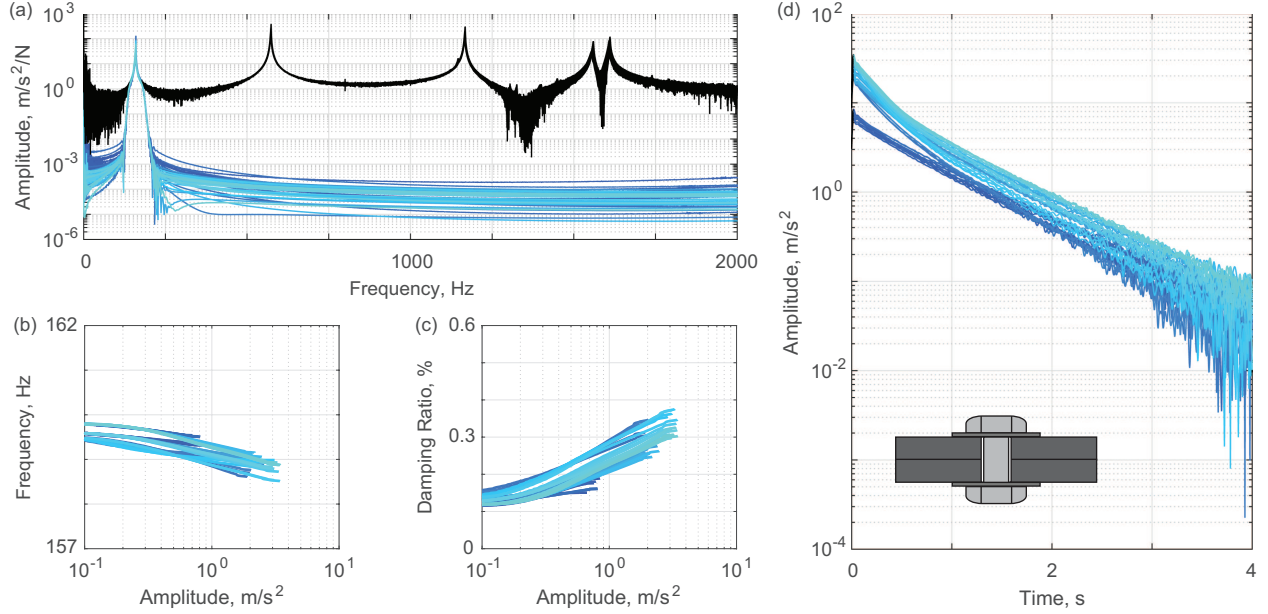 (a)
10^3
10^0
10^-3
10^-6
Amplitude, m/s^2/N
0
1000
2000
Frequency, Hz
(b)
162
157
Frequency, Hz
10^-1
10^0
10^1
Amplitude, m/s^2
(c)
0.6
0.3
0
Damping Ratio, %
10^-1
10^0
10^1
Amplitude, m/s^2
(d)
10^2
10^0
10^-2
10^-4
Amplitude, m/s^2
0
2
4
Time, s